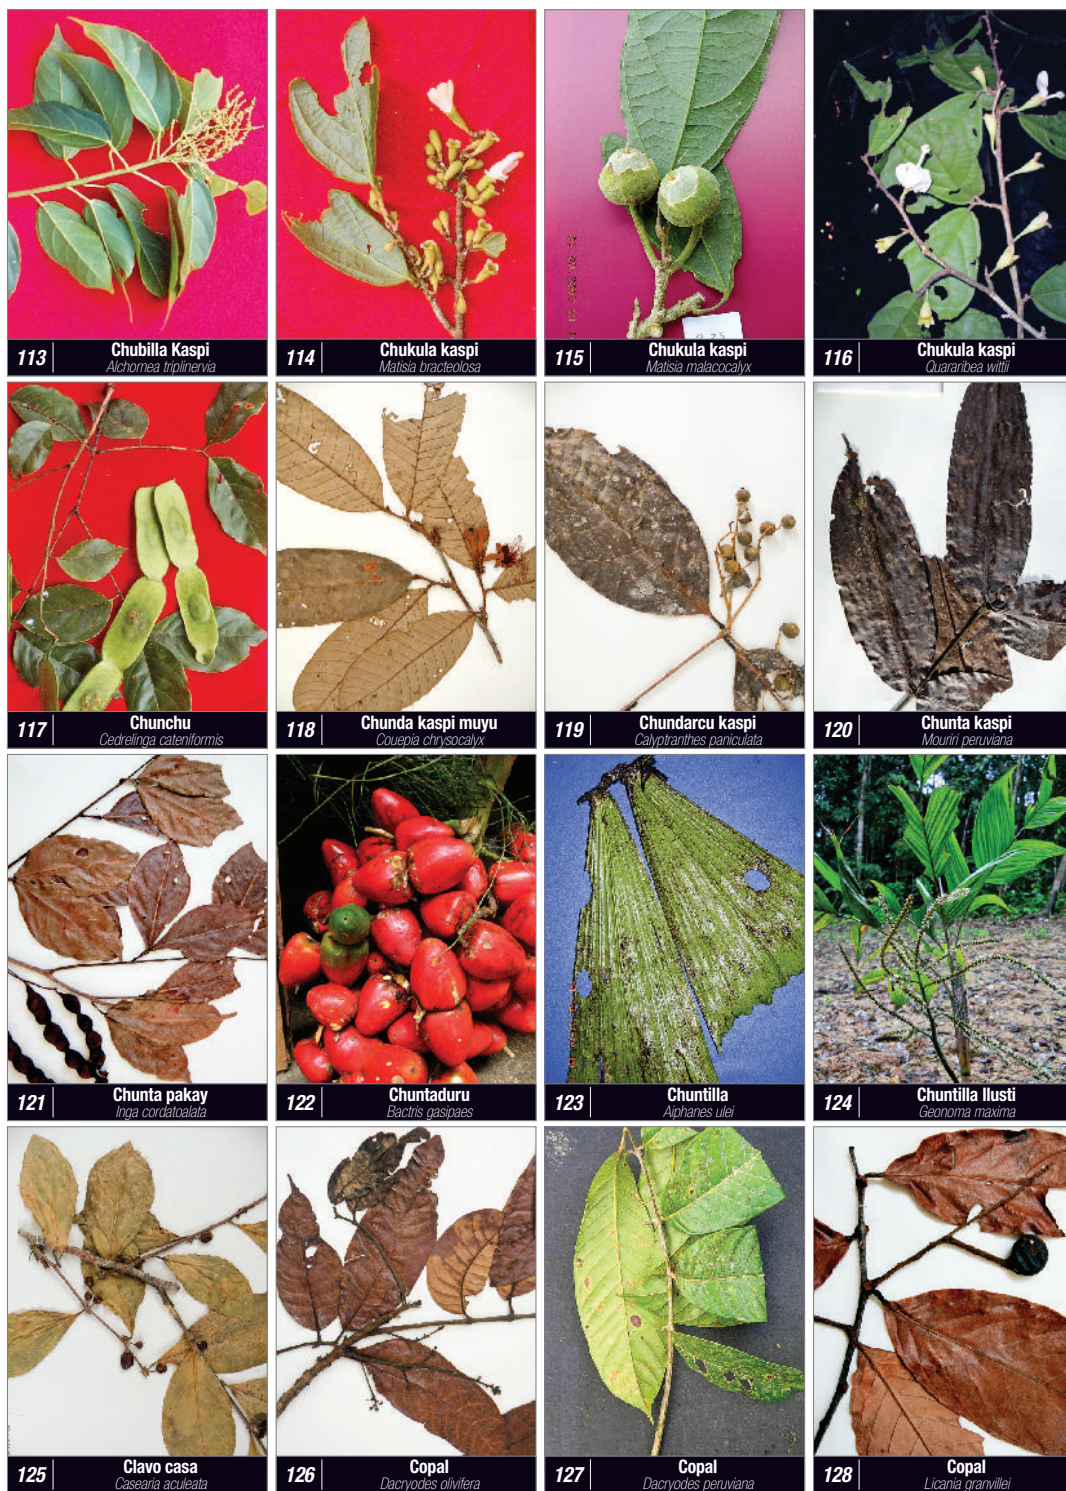 113 Chubilla Kaspi
Alchornea triplinervia
114 Chukula kaspi
Matisia bracteolosa
115 Chukula kaspi
Matisia malacocalyx
116 Chukula kaspi
Quararibea wittii
117 Chunchu
Cedrelinga cateniformis
118 Chunda kaspi muyu
Couepia chrysocalyx
119 Chundarcu kaspi
Calyptranthes paniculata
120 Chunta kaspi
Mouriri peruviana
121 Chunta pakay
Inga cordatoalata
122 Chuntaduru
Bactris gasipaes
123 Chuntilla
Aiphanes ulei
124 Chuntilla llusti
Geonoma maxima
125 Clavo casa
Casearia aculeata
126 Copal
Dacryodes olivifera
127 Copal
Dacryodes peruviana
128 Copal
Licania granvillei